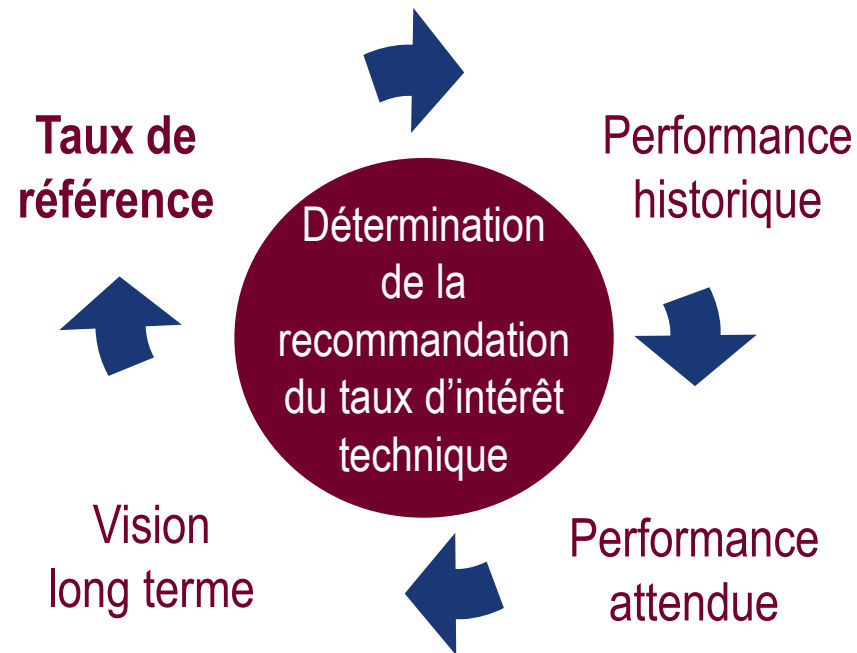 Taux de
référence
Performance
historique
Détermination
de la
recommandation
du taux d’intérêt
technique
Vision
long terme
Performance
attendue